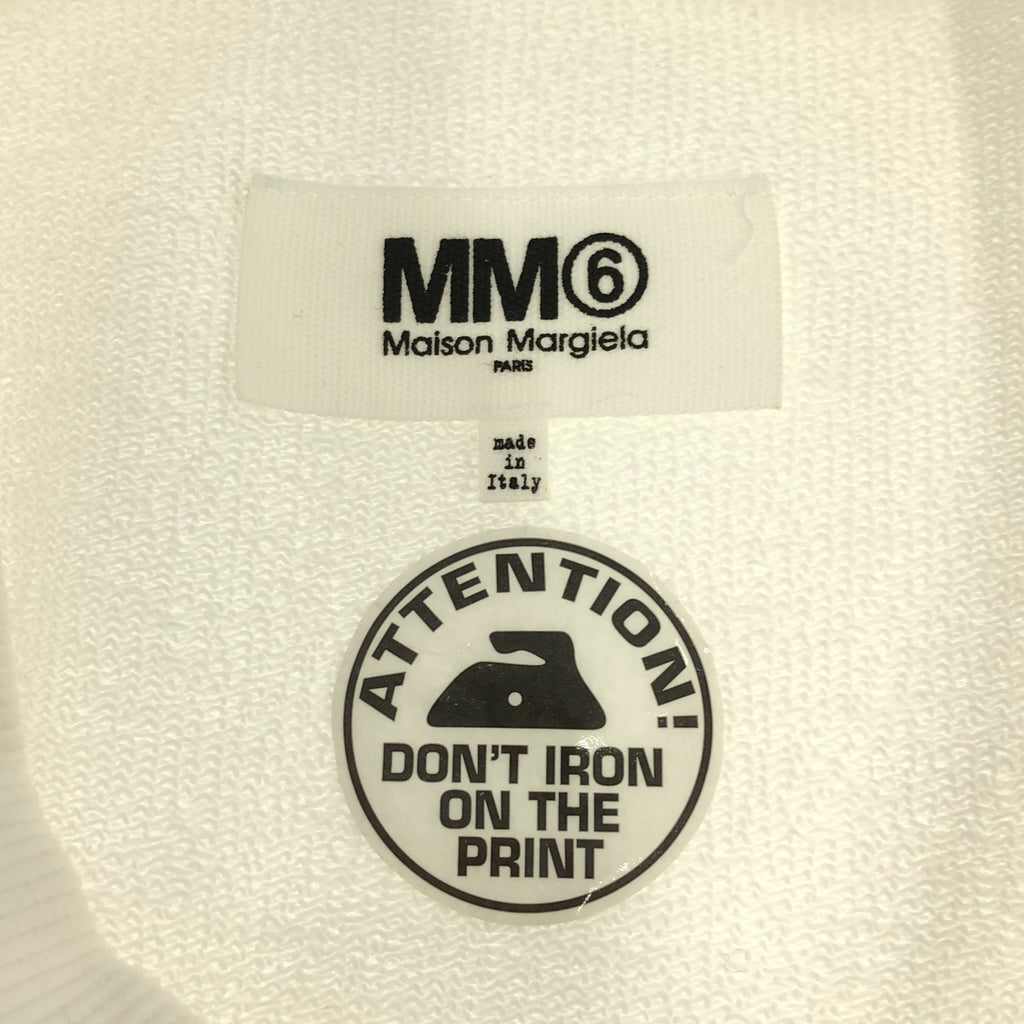 MM6
Maison Margiela
PARIS
made
in
Italy
ATTENTION!
DON'T IRON
ON THE
PRINT